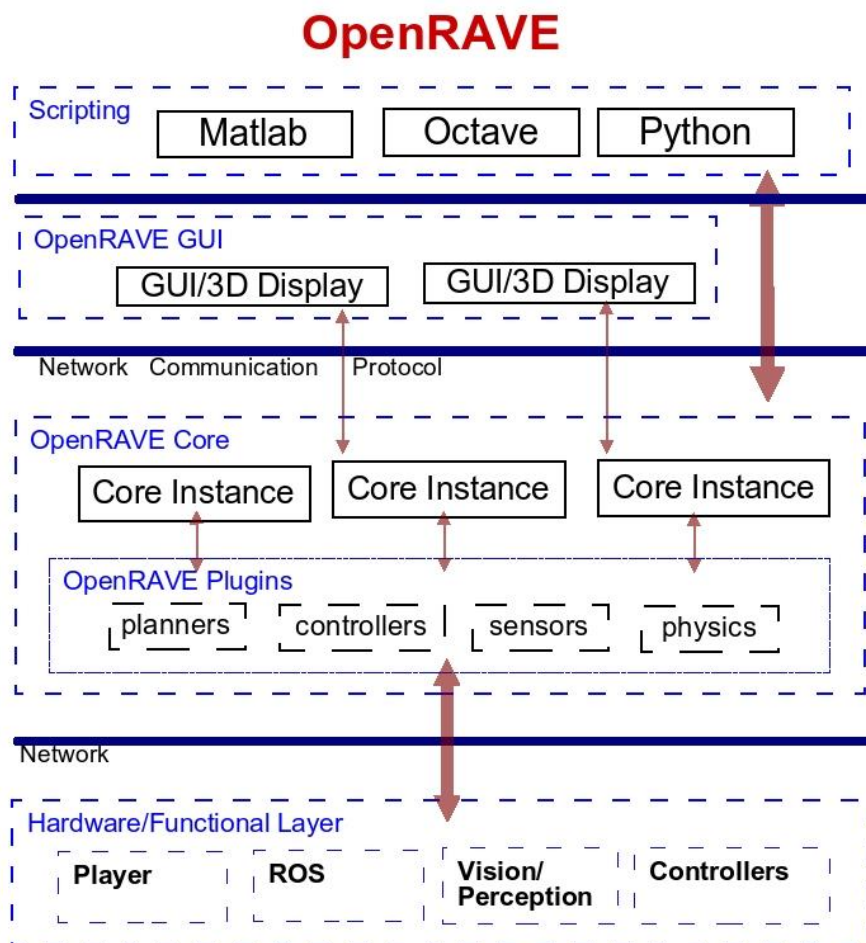 OpenRAVE
Scripting
Matlab
Octave
Python
OpenRAVE GUI
GUI/3D Display
GUI/3D Display
Network Communication Protocol
OpenRAVE Core
Core Instance
Core Instance
Core Instance
OpenRAVE Plugins
planners
controllers
sensors
physics
Network
Hardware/Functional Layer
Player
ROS
Vision/
Perception
Controllers